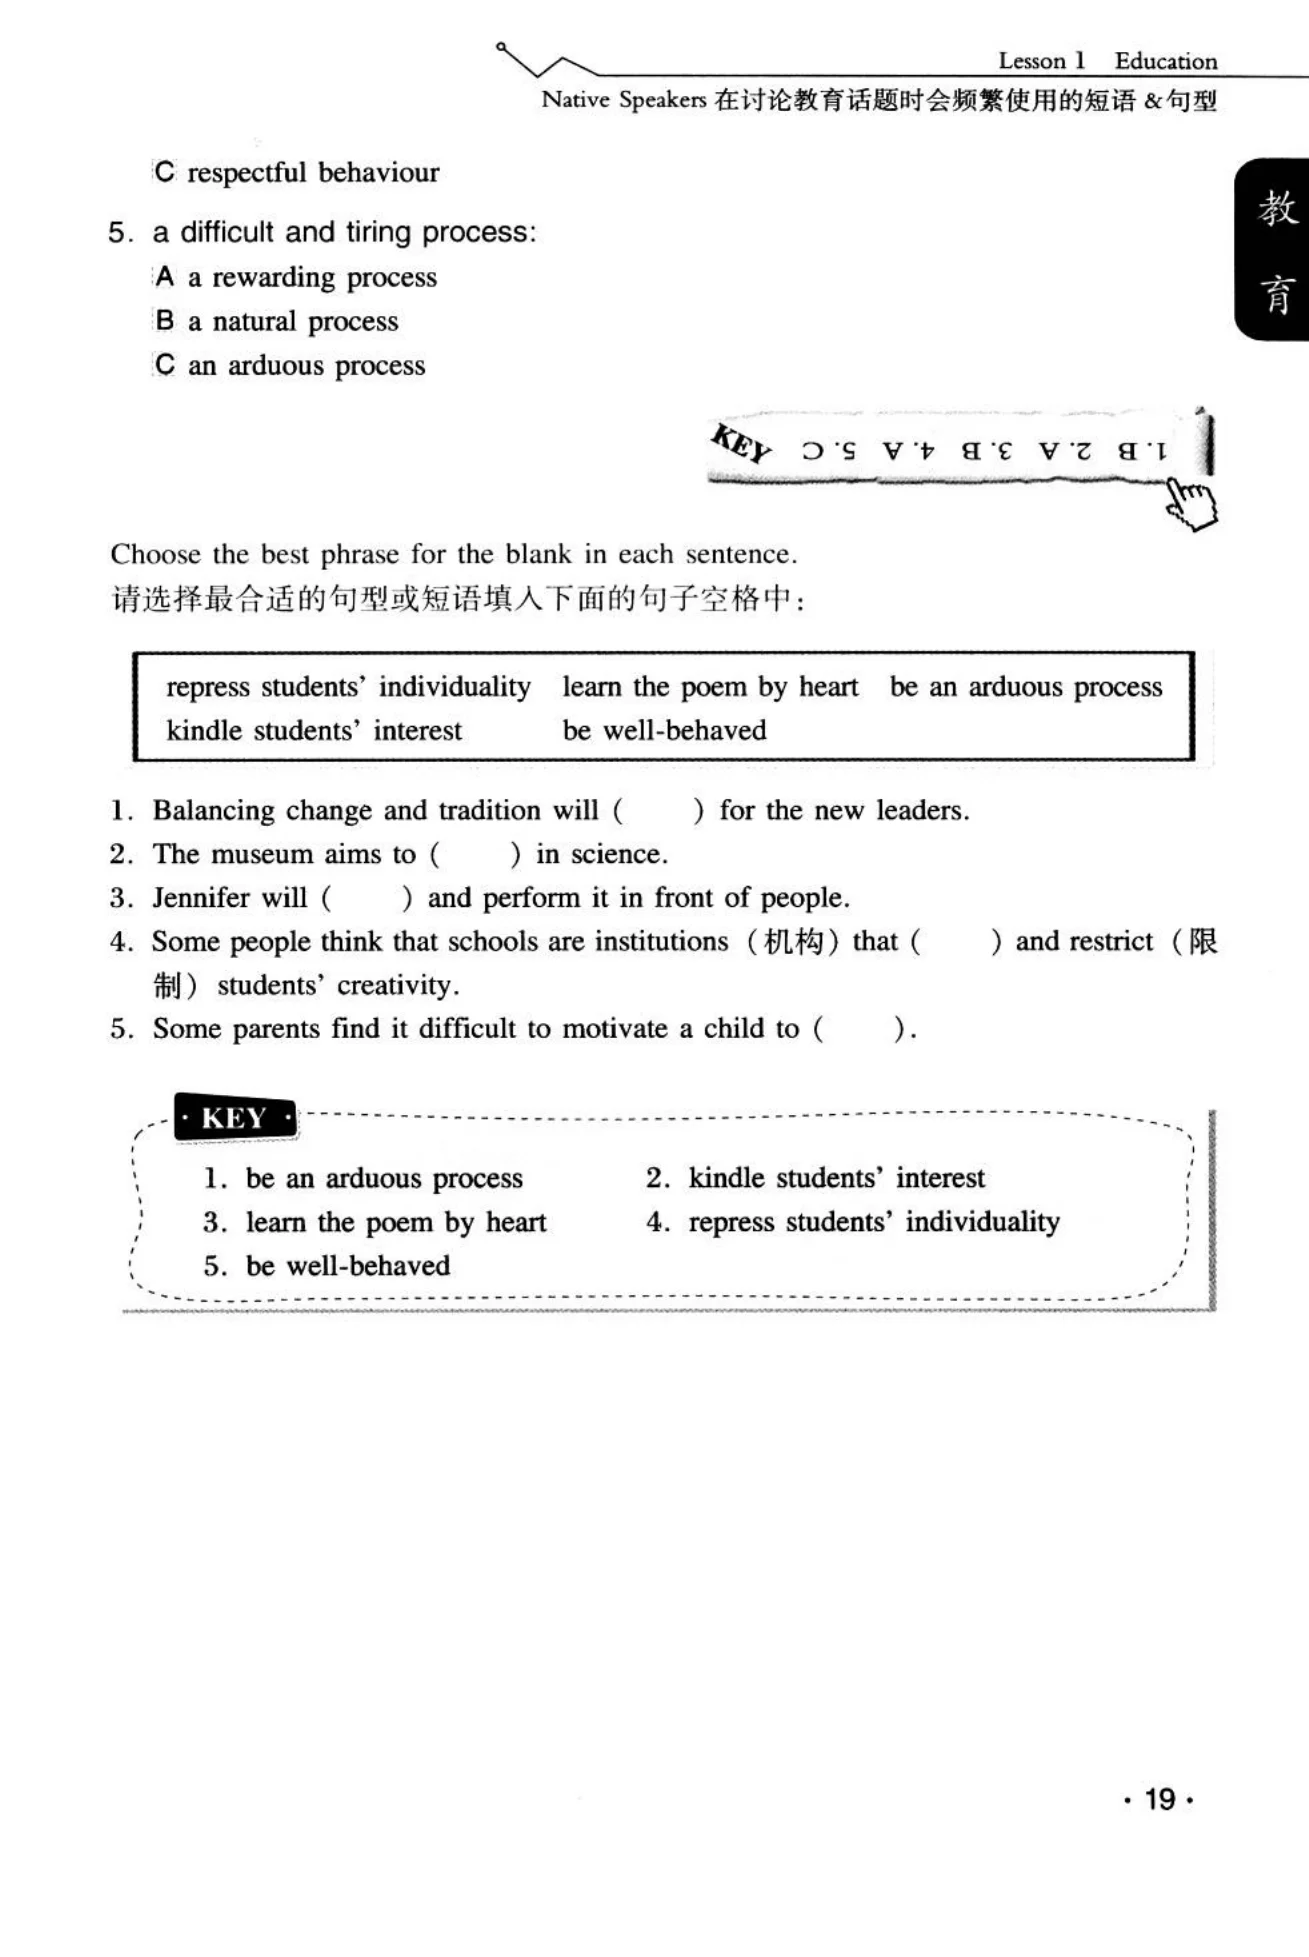 Lesson 1 Education
Native Speakers 在讨论教育话题时会频繁使用的短语 &句型
教
育
C respectful behaviour
5. a difficult and tiring process:
A a rewarding process
B a natural process
C an arduous process
KEY
1. B 2. A 3. B 4. A 5. C
Choose the best phrase for the blank in each sentence.
请选择最合适的句型或短语填入下面的句子空格中：
repress students' individuality learn the poem by heart be an arduous process
kindle students' interest be well-behaved
1. Balancing change and tradition will ( ) for the new leaders.
2. The museum aims to ( ) in science.
3. Jennifer will ( ) and perform it in front of people.
4. Some people think that schools are institutions （机构）that ( ) and restrict （限
制） students' creativity.
5. Some parents find it difficult to motivate a child to ( ).
· KEY ·
1. be an arduous process 2. kindle students' interest
3. learn the poem by heart 4. repress students' individuality
5. be well-behaved
· 19 ·